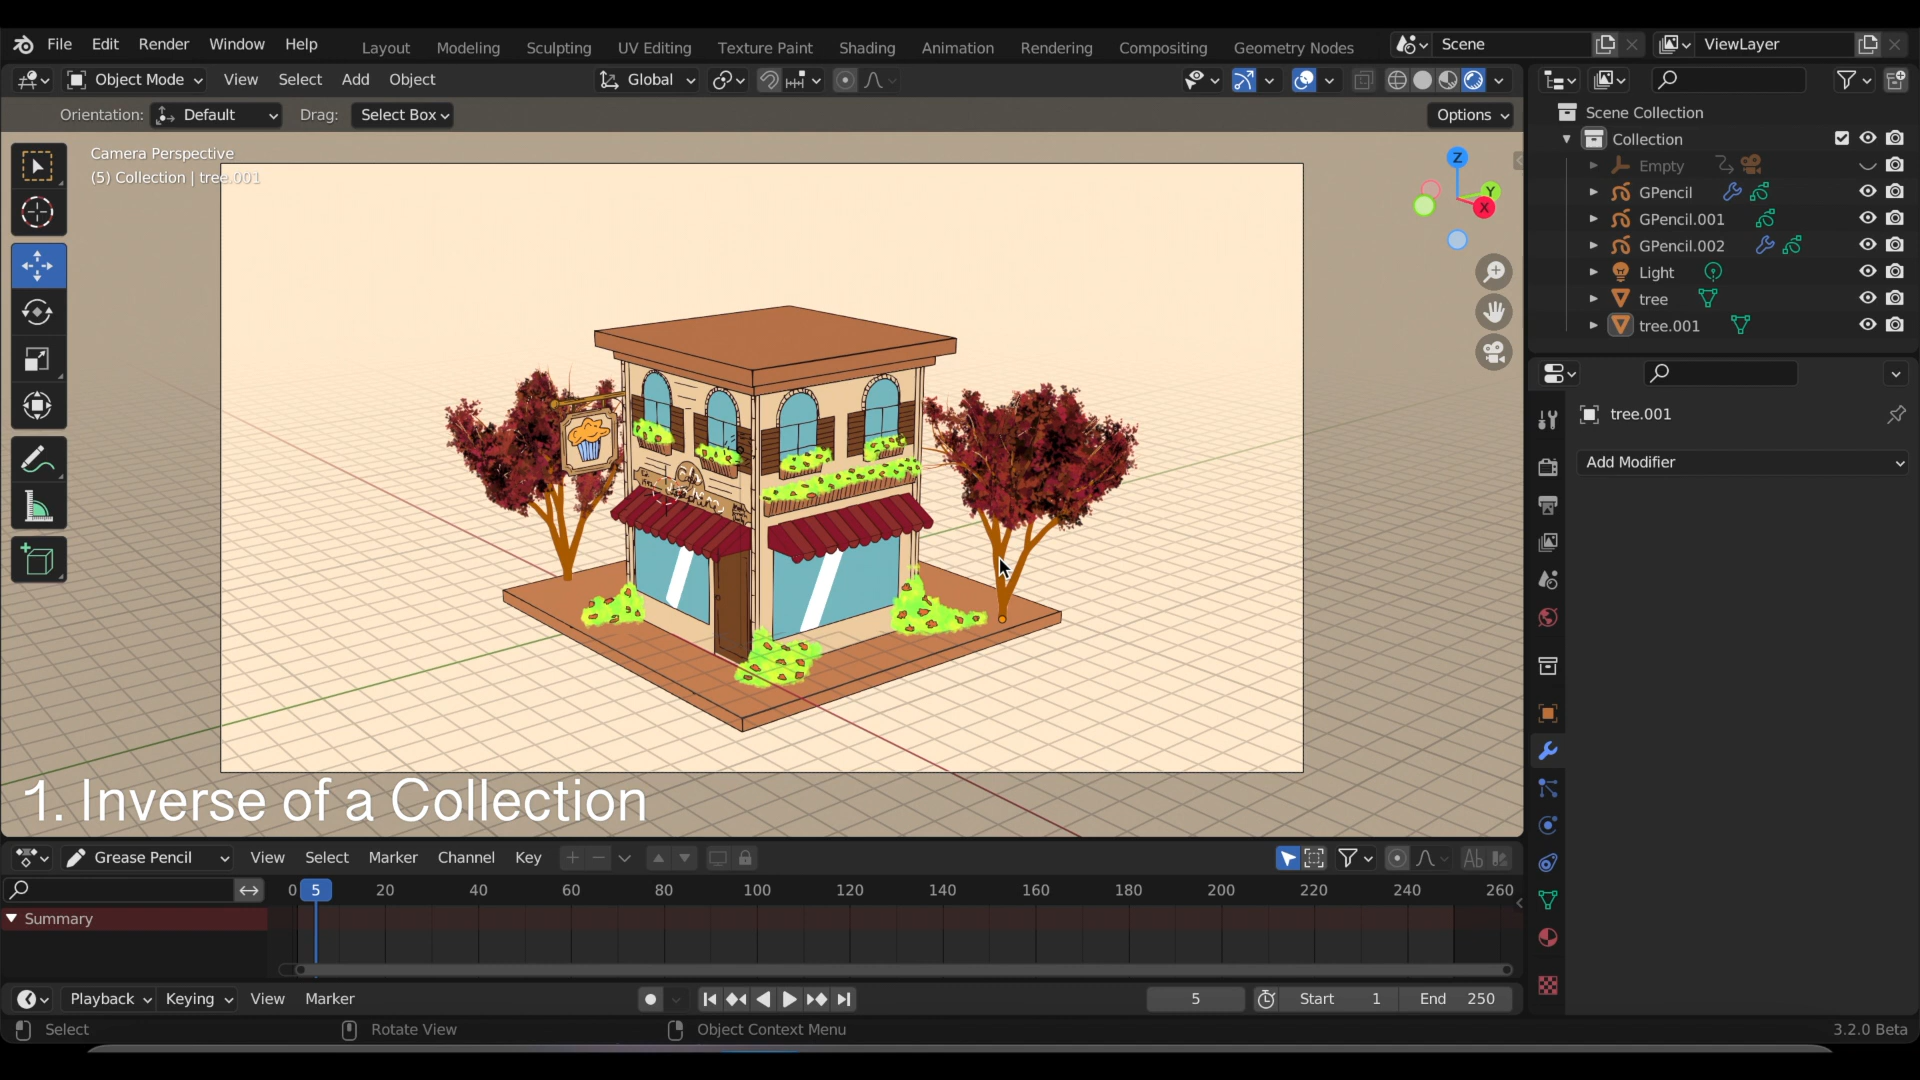 File Edit Render Window Help Layout Modeling Sculpting UV Editing Texture Paint Shading Animation Rendering Compositing Geometry Nodes Scene ViewLayer
Object Mode View Select Add Object Global
Orientation: Default Drag: Select Box Options
Camera Perspective
(5) Collection | tree.001
Z
Y
X
Scene Collection
Collection
Empty
GPencil
GPencil.001
GPencil.002
Light
tree
tree.001
tree.001
Add Modifier
1. Inverse of a Collection
Grease Pencil View Select Marker Channel Key
0 5 20 40 60 80 100 120 140 160 180 200 220 240 260
Summary
Playback Keying View Marker 5 Start 1 End 250
Select Rotate View Object Context Menu 3.2.0 Beta